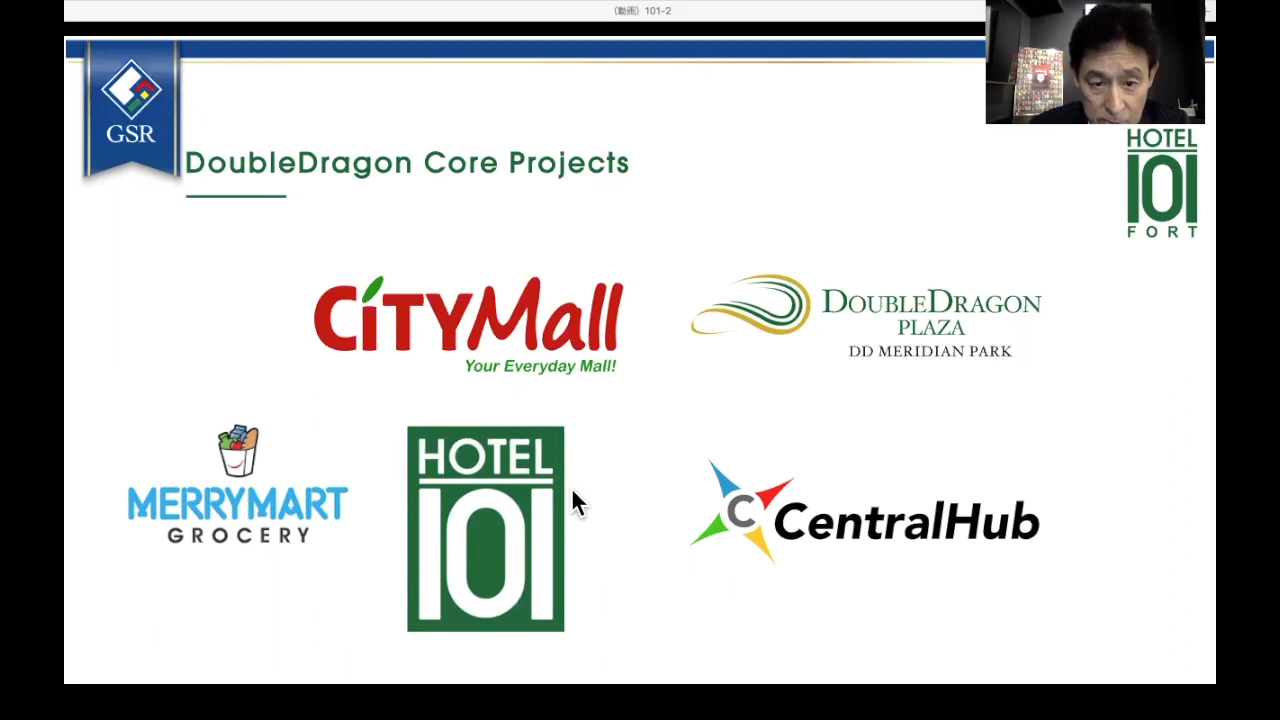 （動画）101-2
GSR
DoubleDragon Core Projects
HOTEL
101
FORT
CiTYMall
Your Everyday Mall!
DOUBLEDRAGON
PLAZA
DD MERIDIAN PARK
MERRYMART
GROCERY
HOTEL
101
C CentralHub